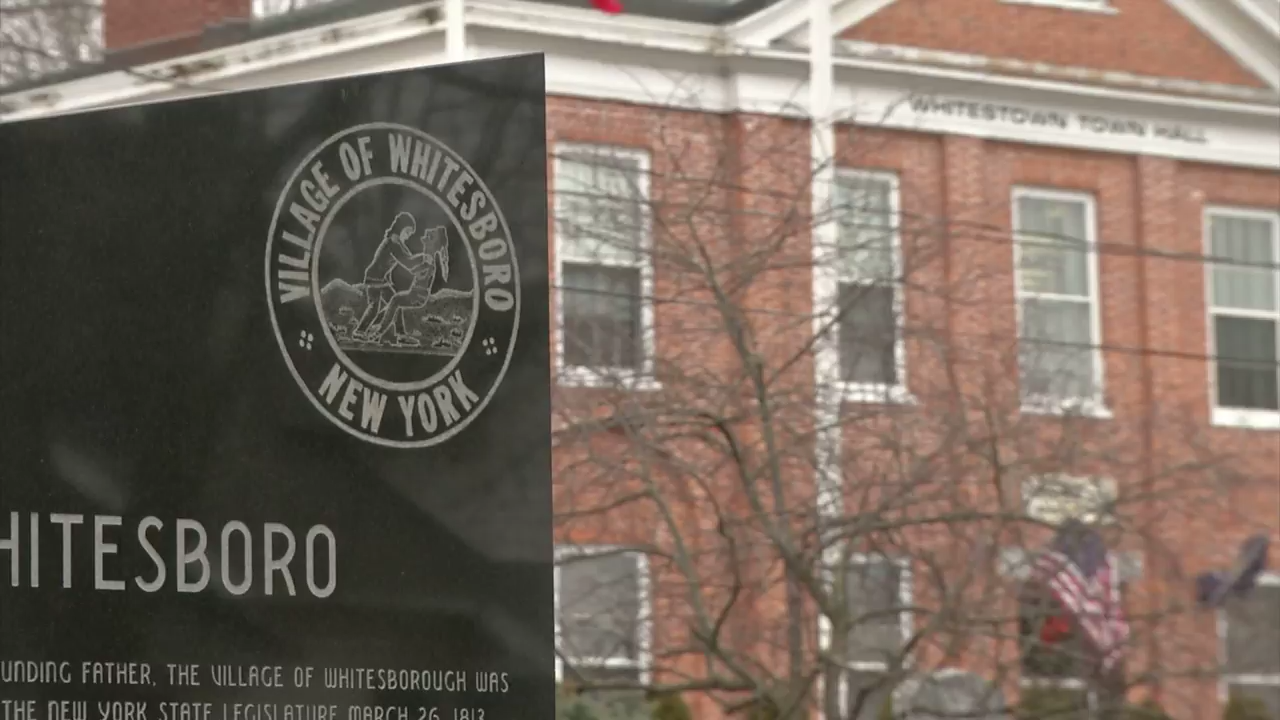 VILLAGE OF WHITESBORO
NEW YORK
WHITESTOWN TOWN HALL
HITESBORO
UNDING FATHER, THE VILLAGE OF WHITESBOROUGH WAS
THE NEW YORK STATE LEGISLATURE MARCH 26, 1813